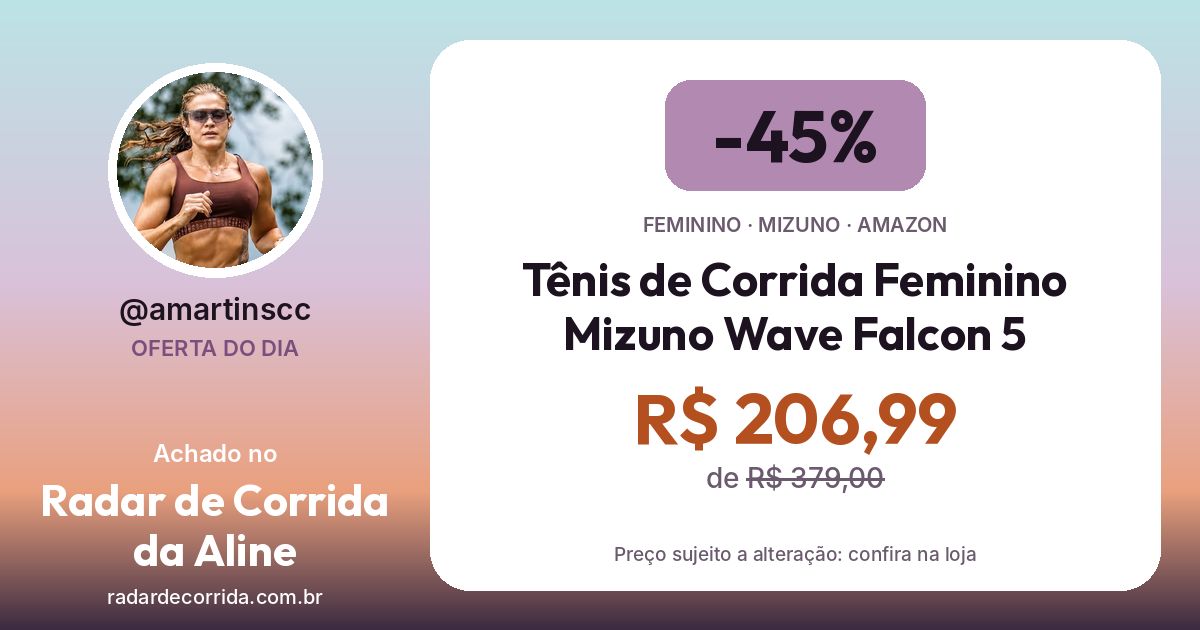 @amartinscc
OFERTA DO DIA
Achado no
Radar de Corrida
da Aline
radardecorrida.com.br
-45%
FEMININO · MIZUNO · AMAZON
Tênis de Corrida Feminino
Mizuno Wave Falcon 5
R$ 206,99
de R$ 379,00
Preço sujeito a alteração: confira na loja